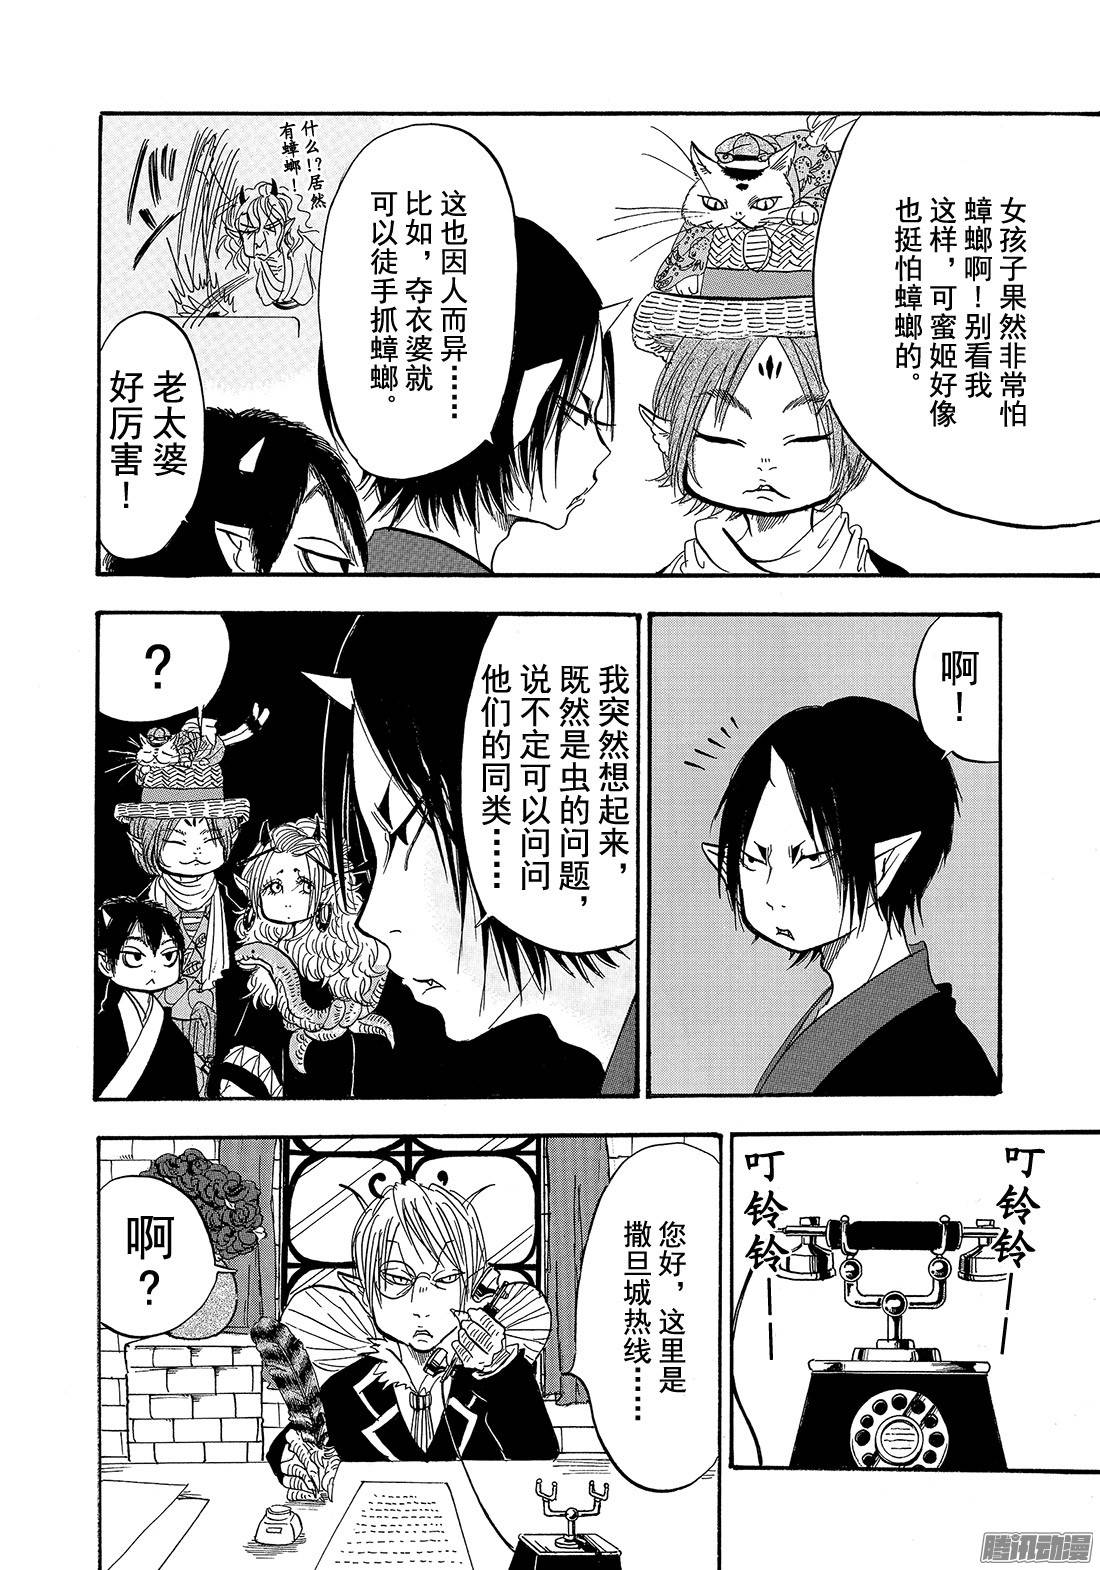 女孩子果然非常怕
蟑螂啊！别看我
这样，可蜜姬好像
也挺怕蟑螂的。
这也因人而异……
比如，夺衣婆就
可以徒手抓蟑螂。
什么！？居然
有蟑螂！
老太婆
好厉害！
啊！
我突然想起来，
既然是虫的问题，
说不定可以问问
他们的同类……
？
叮铃铃——
叮铃铃——
您好，这里是
撒旦城热线……
啊？
腾讯动漫